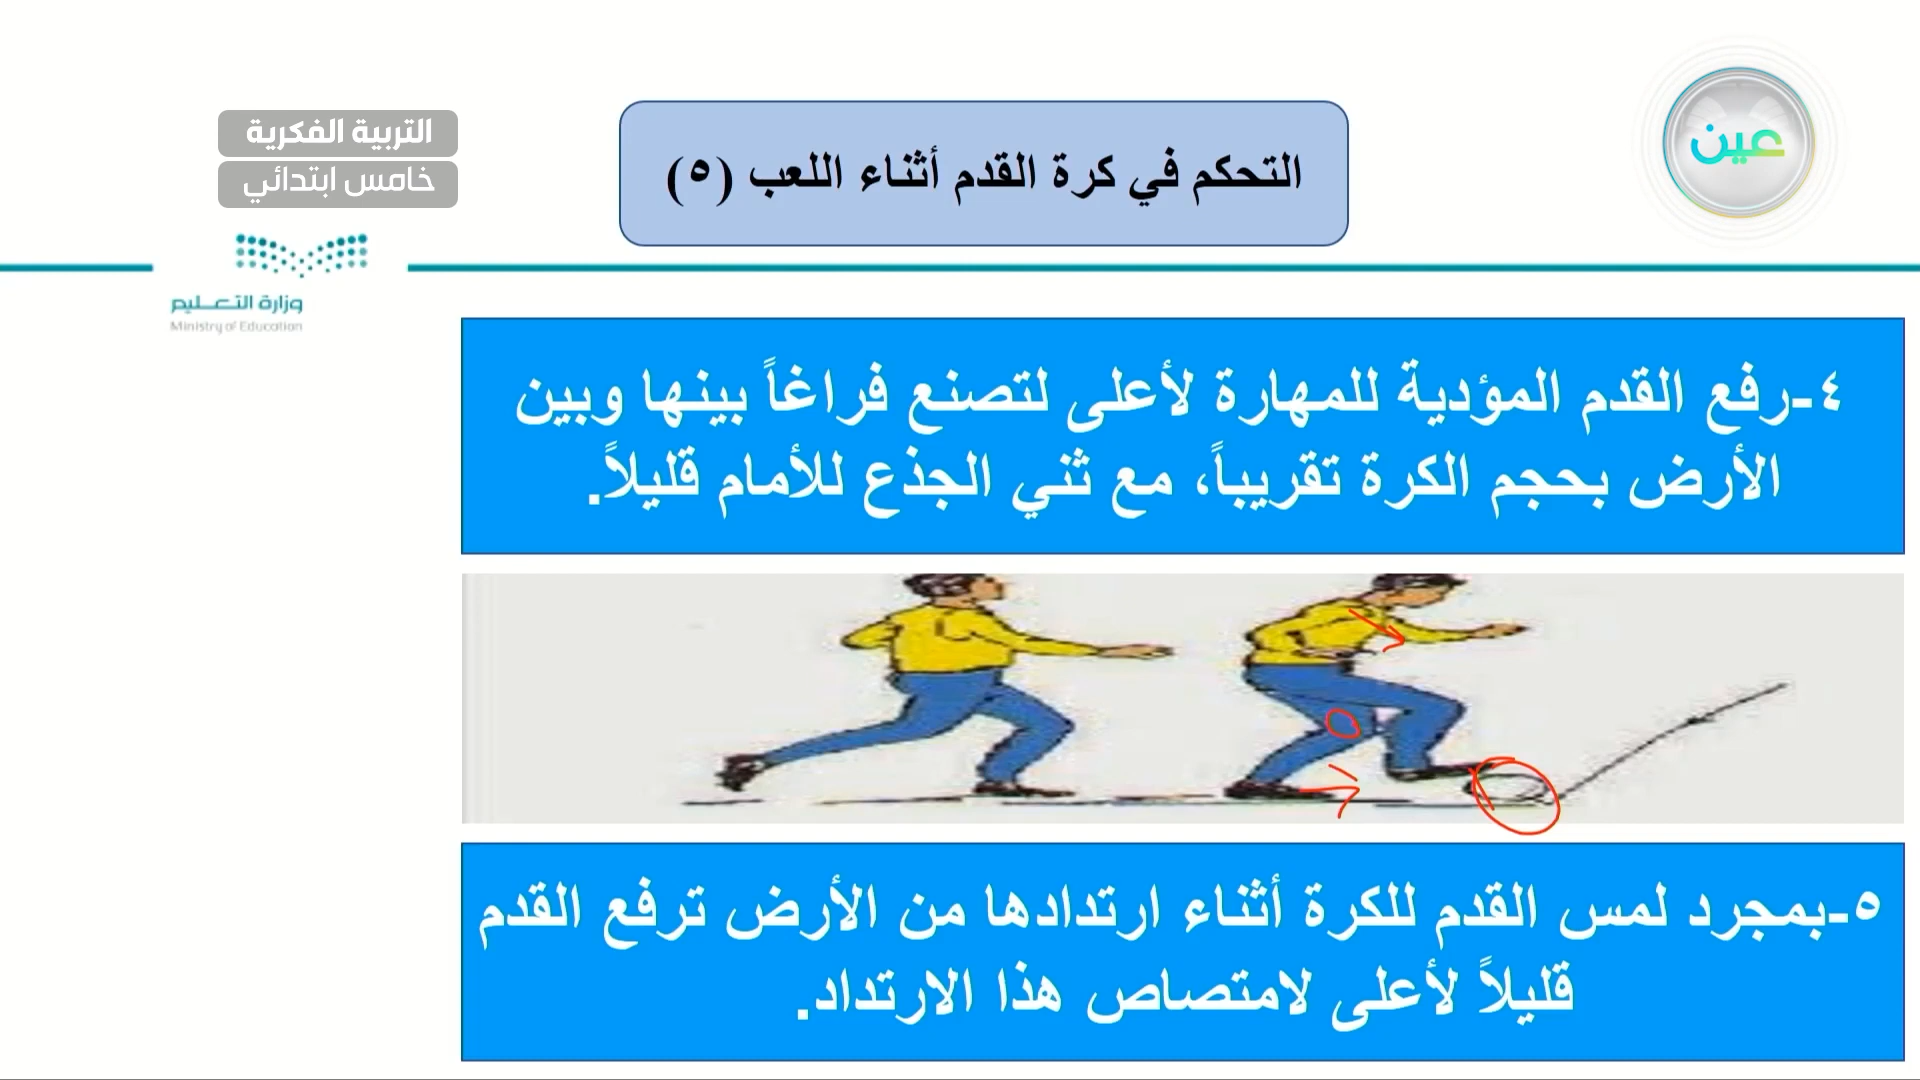 عين
التحكم في كرة القدم أثناء اللعب (٥)
التربية الفكرية
خامس ابتدائي
وزارة التعليم
Ministry of Education
٤-رفع القدم المؤدية للمهارة لأعلى لتصنع فراغاً بينها وبين
الأرض بحجم الكرة تقريباً، مع ثني الجذع للأمام قليلاً.
٥-بمجرد لمس القدم للكرة أثناء ارتدادها من الأرض ترفع القدم
قليلاً لأعلى لامتصاص هذا الارتداد.